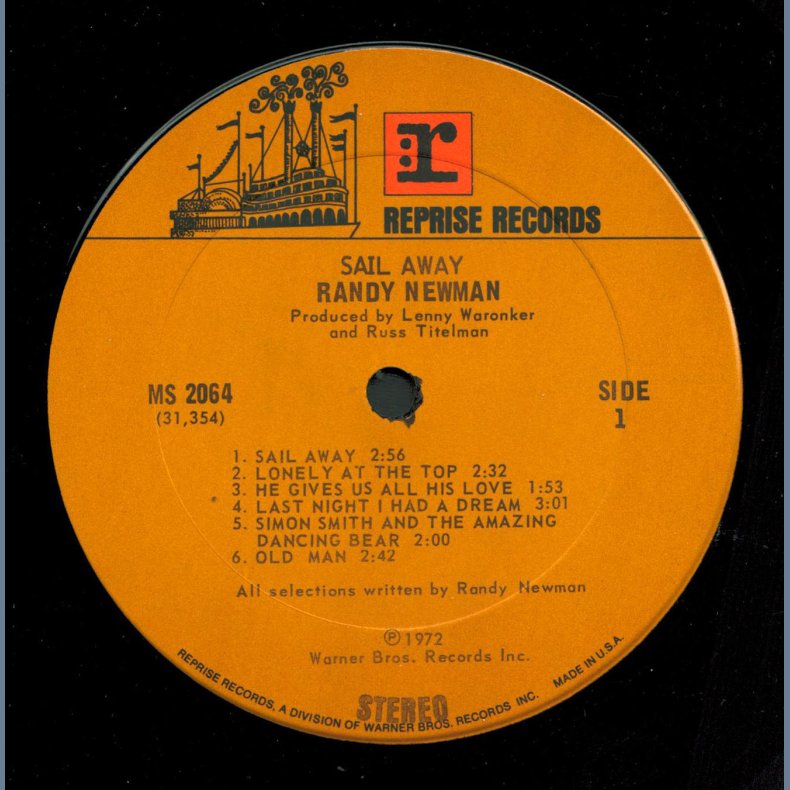 r
REPRISE RECORDS
SAIL AWAY
RANDY NEWMAN
Produced by Lenny Waronker
and Russ Titelman
MS 2064
(31,354)
SIDE
1
1. SAIL AWAY 2:56
2. LONELY AT THE TOP 2:32
3. HE GIVES US ALL HIS LOVE 1:53
4. LAST NIGHT I HAD A DREAM 3:01
5. SIMON SMITH AND THE AMAZING
DANCING BEAR 2:00
6. OLD MAN 2:42
All selections written by Randy Newman
Ⓟ 1972
Warner Bros. Records Inc.
STEREO
REPRISE RECORDS, A DIVISION OF WARNER BROS. RECORDS INC. MADE IN U.S.A.